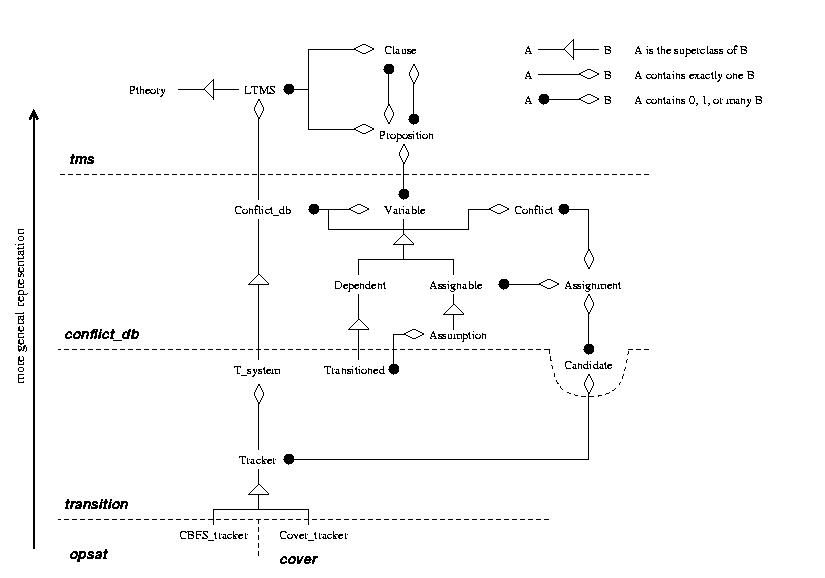 Clause
A B A is the superclass of B
A B A contains exactly one B
Ptheory LTMS
A B A contains 0, 1, or many B
Proposition
tms
Conflict_db Variable Conflict
more general representation
Dependent Assignable Assignment
conflict_db Assumption
T_system Transitioned Candidate
Tracker
transition
CBFS_tracker Cover_tracker
opsat cover